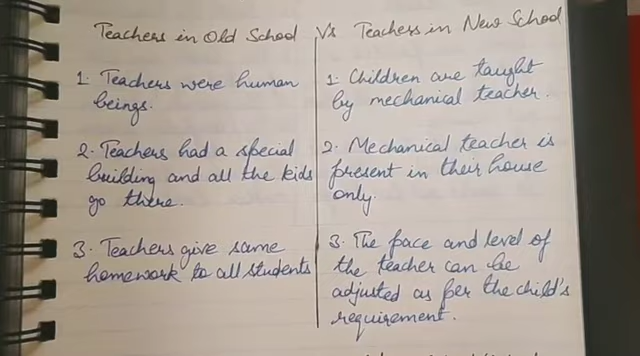 Teachers in Old School Vs Teachers in New School
1. Teachers were human
beings.
2. Teachers had a special
building and all the kids
go there.
3. Teachers give same
homework to all students
1. Children are taught
by mechanical teacher.
2. Mechanical teacher is
present in their house
only.
3. The pace and level of
the teacher can be
adjusted as per the child's
requirement.